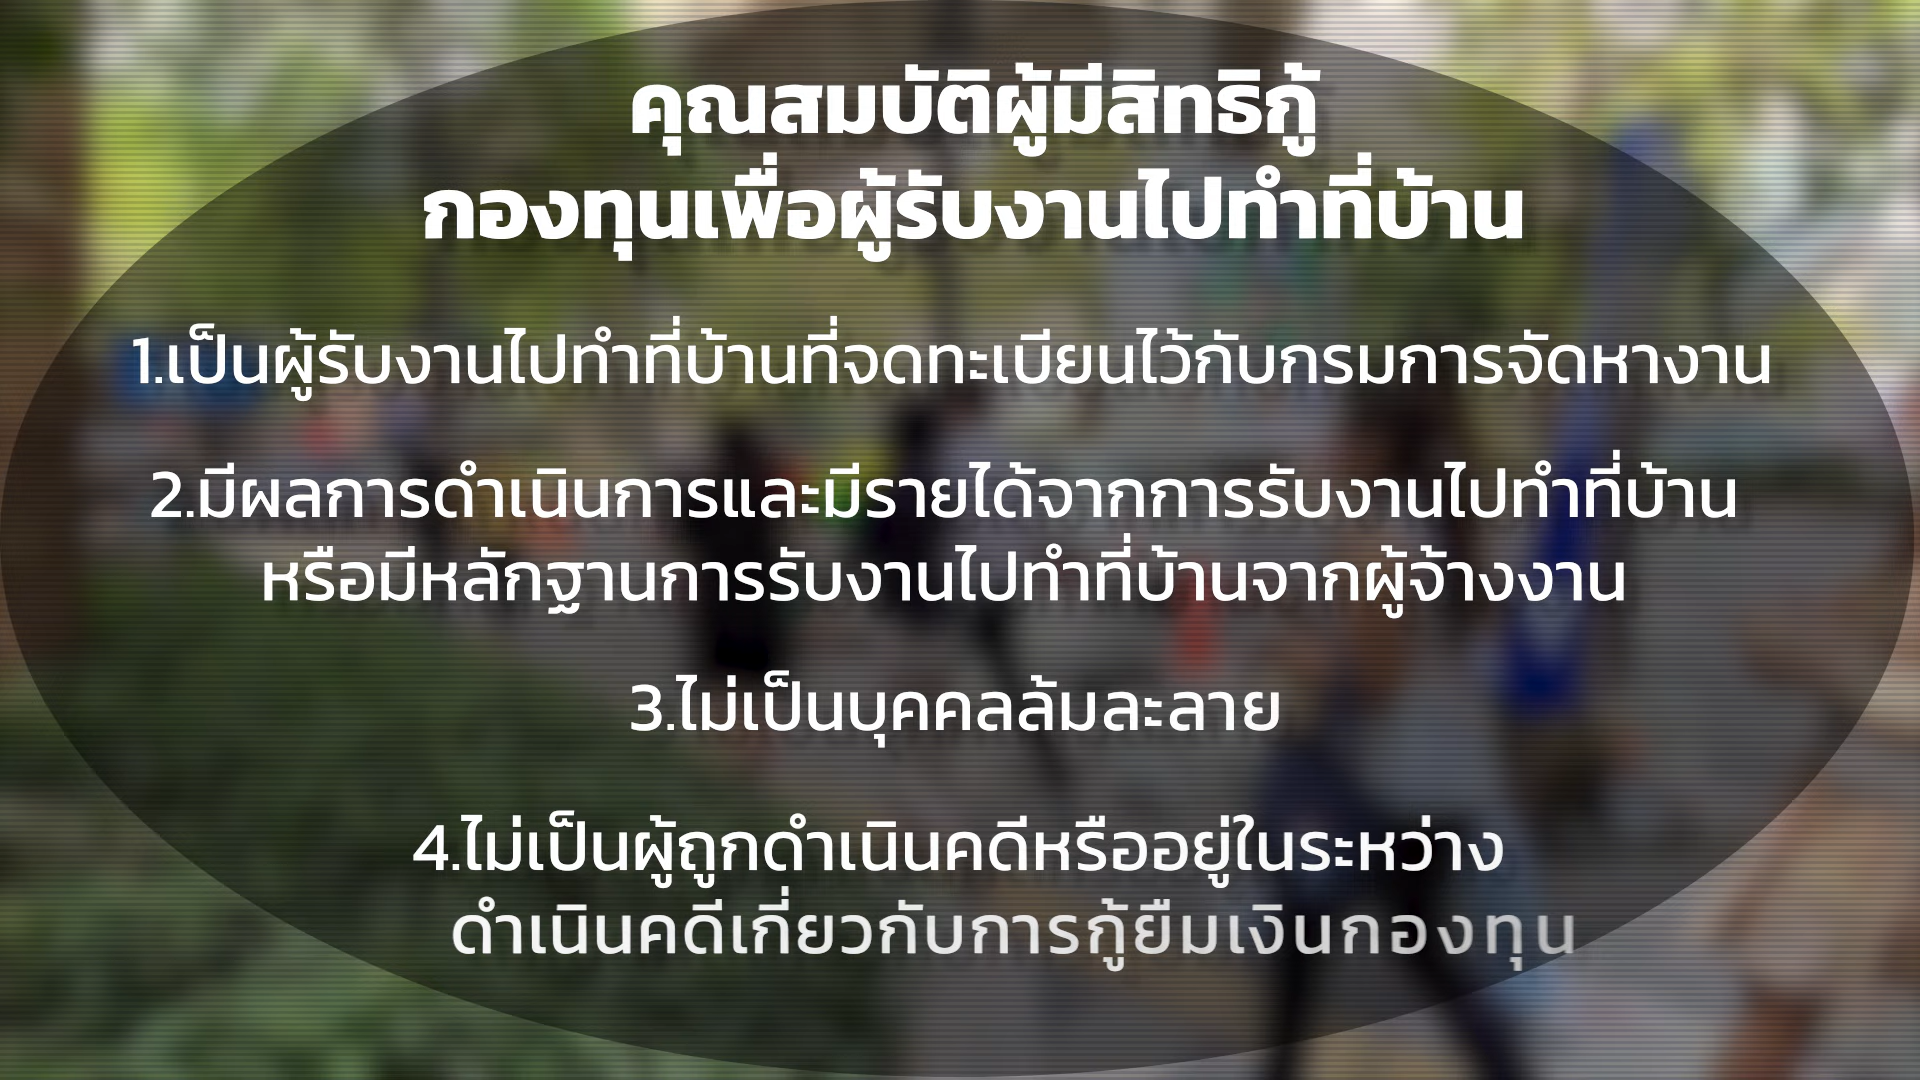 คุณสมบัติผู้มีสิทธิกู้
กองทุนเพื่อผู้รับงานไปทำที่บ้าน
1.เป็นผู้รับงานไปทำที่บ้านที่จดทะเบียนไว้กับกรมการจัดหางาน
2.มีผลการดำเนินการและมีรายได้จากการรับงานไปทำที่บ้าน
หรือมีหลักฐานการรับงานไปทำที่บ้านจากผู้จ้างงาน
3.ไม่เป็นบุคคลล้มละลาย
4.ไม่เป็นผู้ถูกดำเนินคดีหรืออยู่ในระหว่าง
ดำเนินคดีเกี่ยวกับการกู้ยืมเงินกองทุน